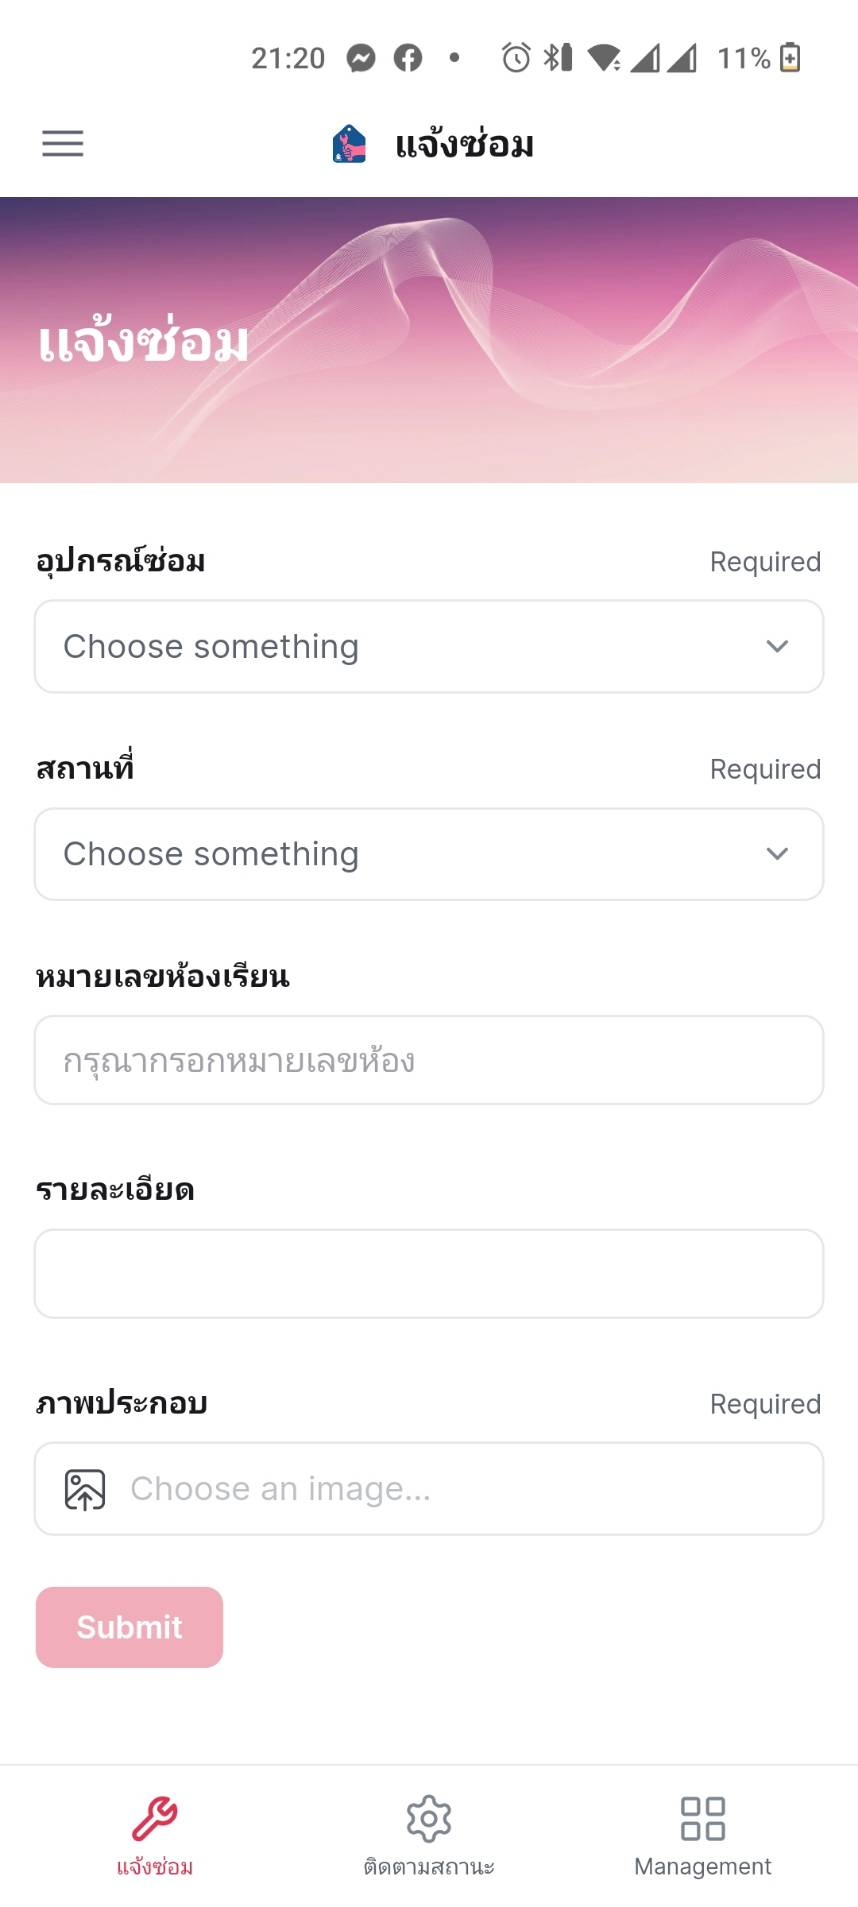 21:20 11%
แจ้งซ่อม
แจ้งซ่อม
อุปกรณ์ซ่อม Required
Choose something
สถานที่ Required
Choose something
หมายเลขห้องเรียน
กรุณากรอกหมายเลขห้อง
รายละเอียด
ภาพประกอบ Required
Choose an image...
Submit
แจ้งซ่อม ติดตามสถานะ Management